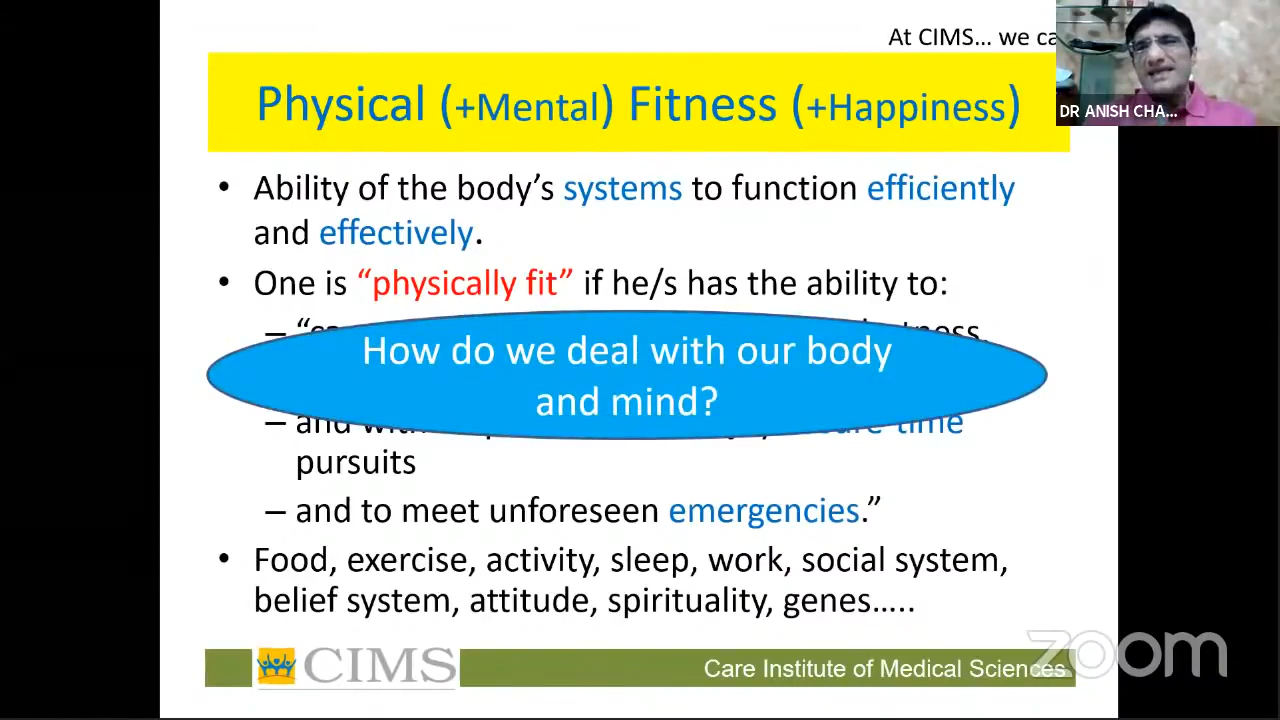 At CIMS… we ca
DR ANISH CHA...
Physical (+Mental) Fitness (+Happiness)
• Ability of the body’s systems to function efficiently
and effectively.
• One is “physically fit” if he/s has the ability to:
How do we deal with our body
and mind?
– and
pursuits
– and to meet unforeseen emergencies.”
• Food, exercise, activity, sleep, work, social system,
belief system, attitude, spirituality, genes…..
CIMS
Care Institute of Medical Sciences
zoom